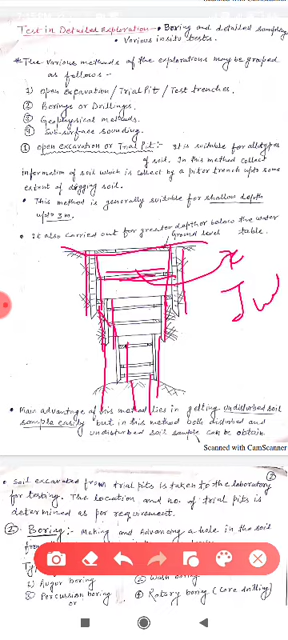 Test in Detailed Exploration → • Boring and detailed sampling
• Various insitu tests.
* The various methods of the explorations may be grouped
as follows -
1) open Excavation / Trial Pit / Test trenches.
② Borings or Drillings.
③ Geophysical methods.
④ Sub-surface sounding.
① open excavation or Trial Pit :- It is suitable for all types
of soil. In this method collect
information of soil which is collect by a pit or trench upto some
extent of digging soil.
• This method is generally suitable for shallow depth
upto 3m.
• It also carried out for greater depth or below the water
table.
Ground level
x
JW
• Main advantage of this method lies in getting undisturbed soil
sample easily but in this method both disturbed and
undisturbed soil sample can be obtain.
Scanned with CamScanner
②
• Soil excavated from trial pits is taken to the laboratory
for testing. The location and no. of trial pits is
determined as per requirement.
② Boring :- Making and Advancing a hole in the soil
① Auger boring ② Wash boring
③ Percussion boring ④ Rotary boring (core drilling)
or